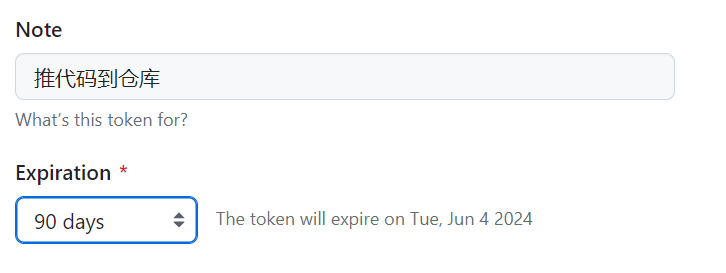 Note
推代码到仓库
What's this token for?
Expiration *
90 days The token will expire on Tue, Jun 4 2024